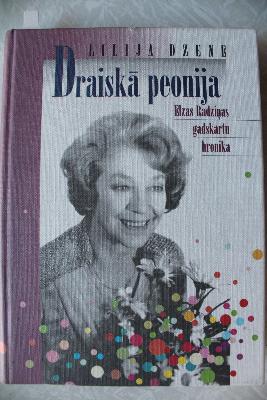 LILIJA DZENE
Draiskā peonija
Elzas Radziņas
gadskārtu
hronika